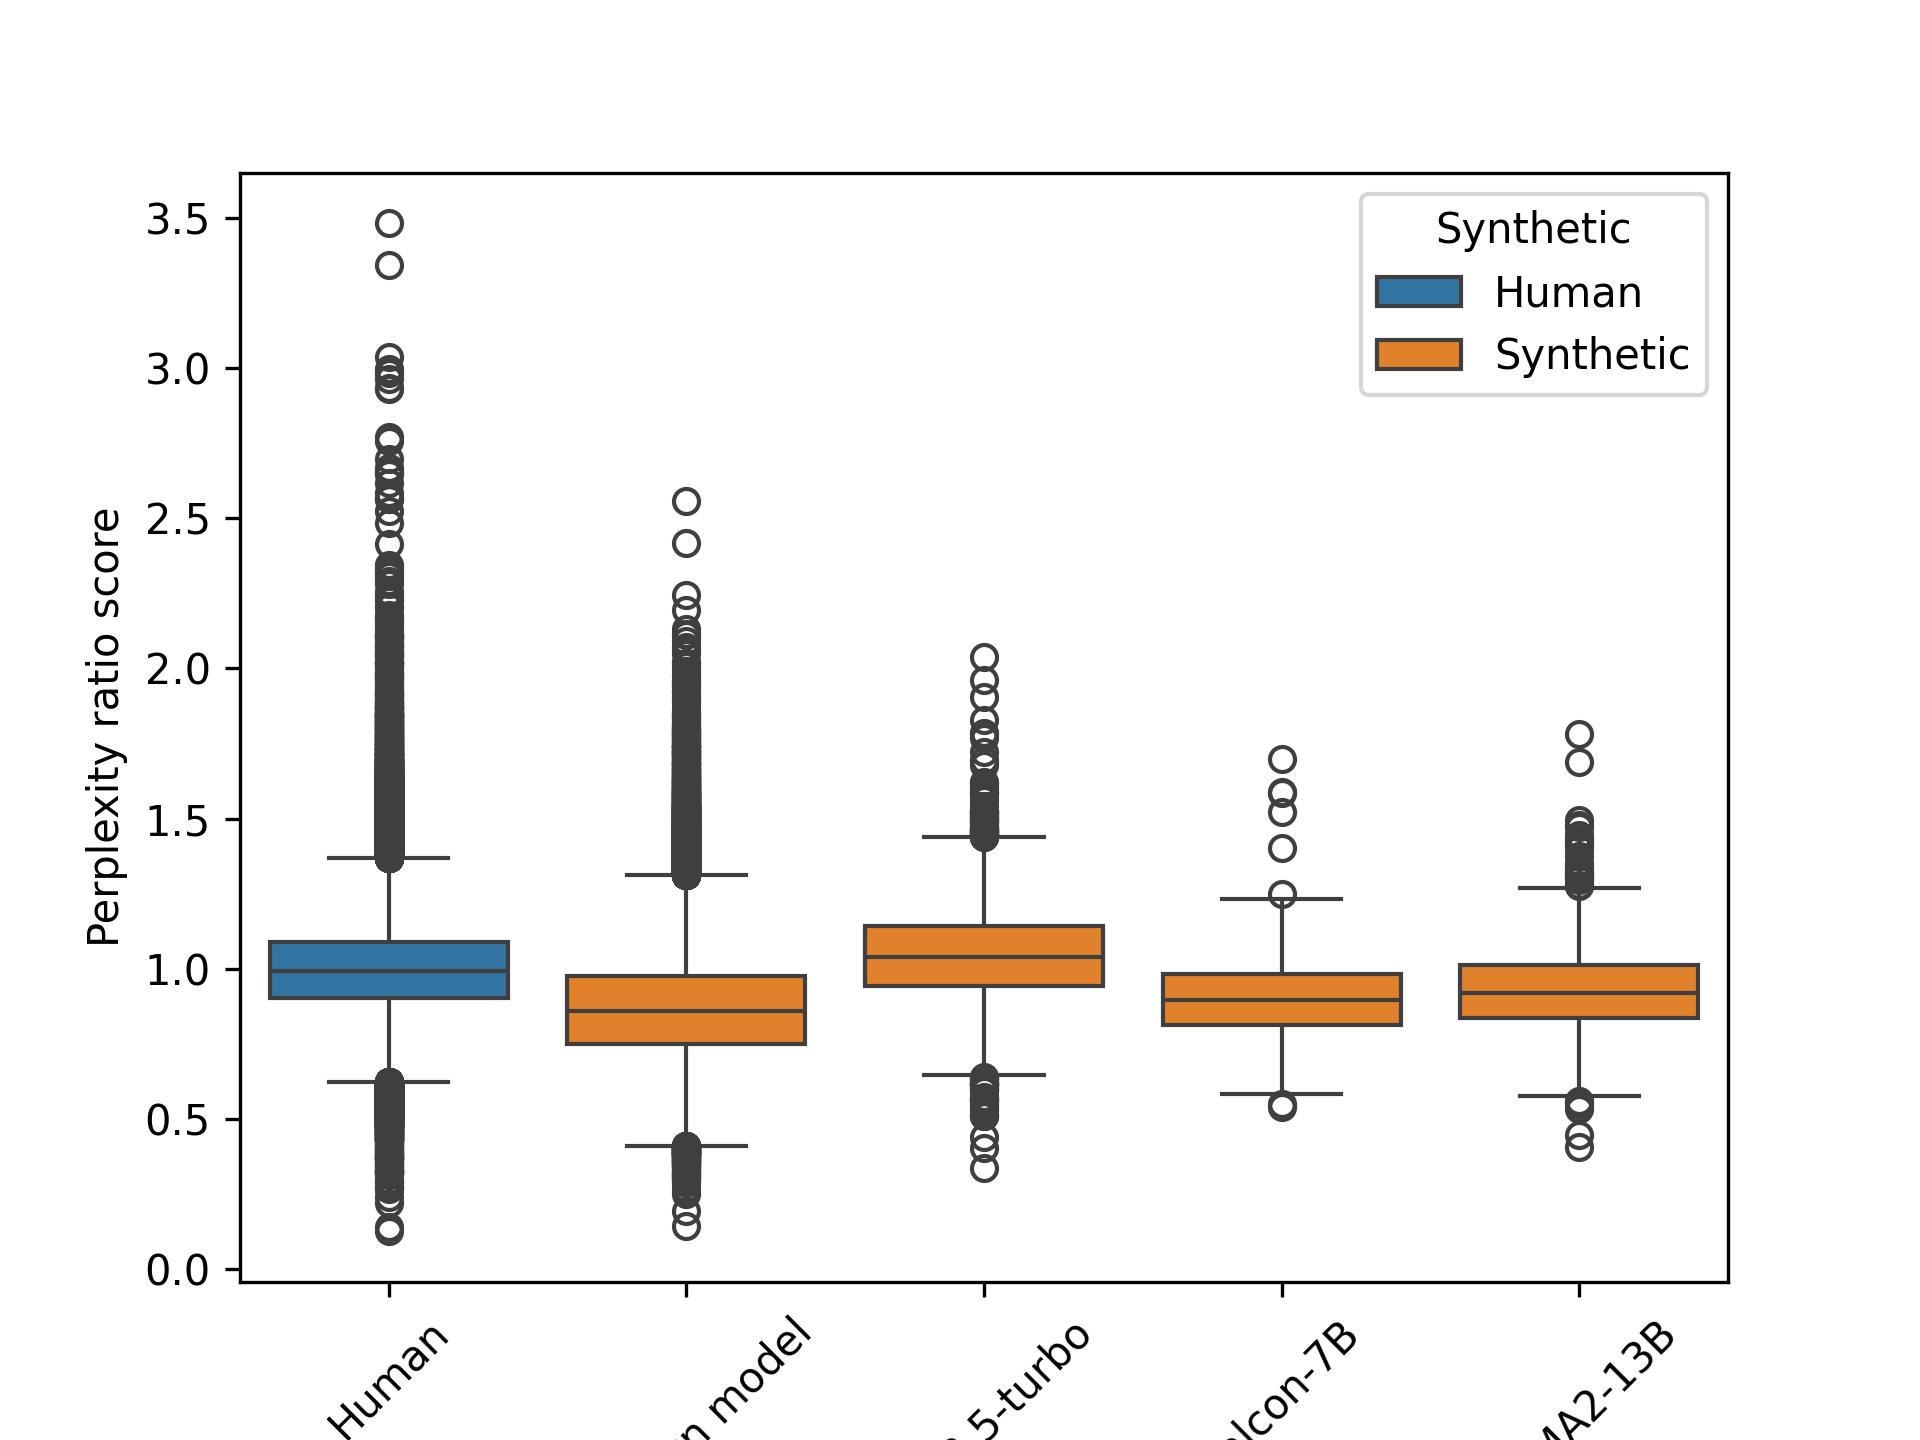 3.5
3.0
2.5
2.0
1.5
1.0
0.5
0.0
Perplexity ratio score
Synthetic
Human
Synthetic
Human
model
5-turbo
lcon-7B
A2-13B